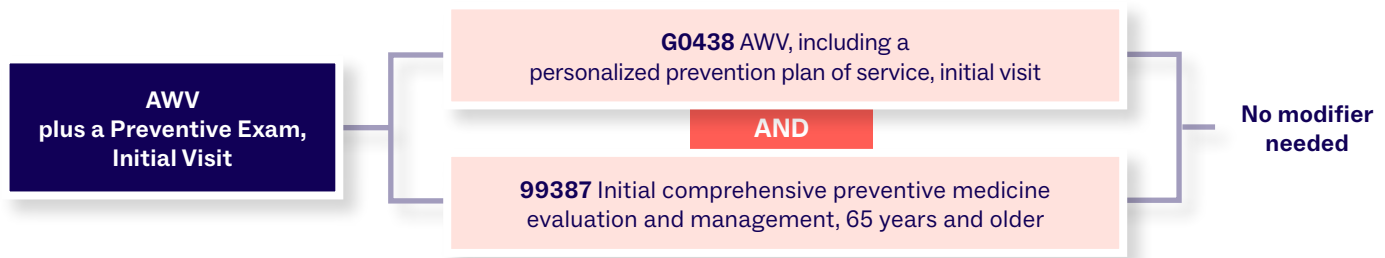 AWV
plus a Preventive Exam,
Initial Visit
G0438 AWV, including a
personalized prevention plan of service, initial visit
AND
99387 Initial comprehensive preventive medicine
evaluation and management, 65 years and older
No modifier
needed